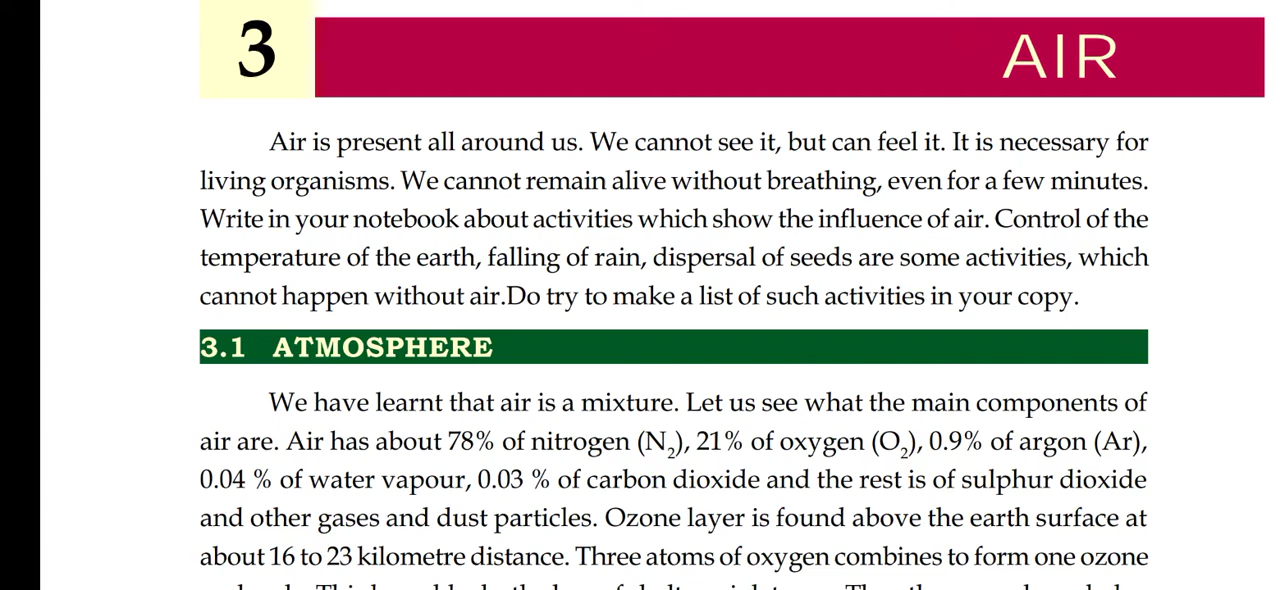 3
AIR
Air is present all around us. We cannot see it, but can feel it. It is necessary for
living organisms. We cannot remain alive without breathing, even for a few minutes.
Write in your notebook about activities which show the influence of air. Control of the
temperature of the earth, falling of rain, dispersal of seeds are some activities, which
cannot happen without air.Do try to make a list of such activities in your copy.
3.1 ATMOSPHERE
We have learnt that air is a mixture. Let us see what the main components of
air are. Air has about 78% of nitrogen (N₂), 21% of oxygen (O₂), 0.9% of argon (Ar),
0.04 % of water vapour, 0.03 % of carbon dioxide and the rest is of sulphur dioxide
and other gases and dust particles. Ozone layer is found above the earth surface at
about 16 to 23 kilometre distance. Three atoms of oxygen combines to form one ozone